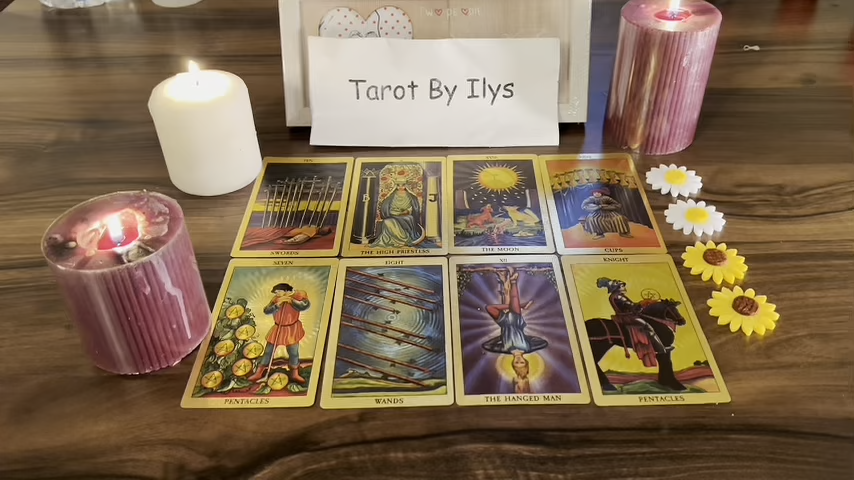 Tarot By Ilys
SWORDS
B J
THE HIGH PRIESTESS
THE MOON
CUPS
SEVEN
PENTACLES
EIGHT
WANDS
XII
THE HANGED MAN
KNIGHT
PENTACLES